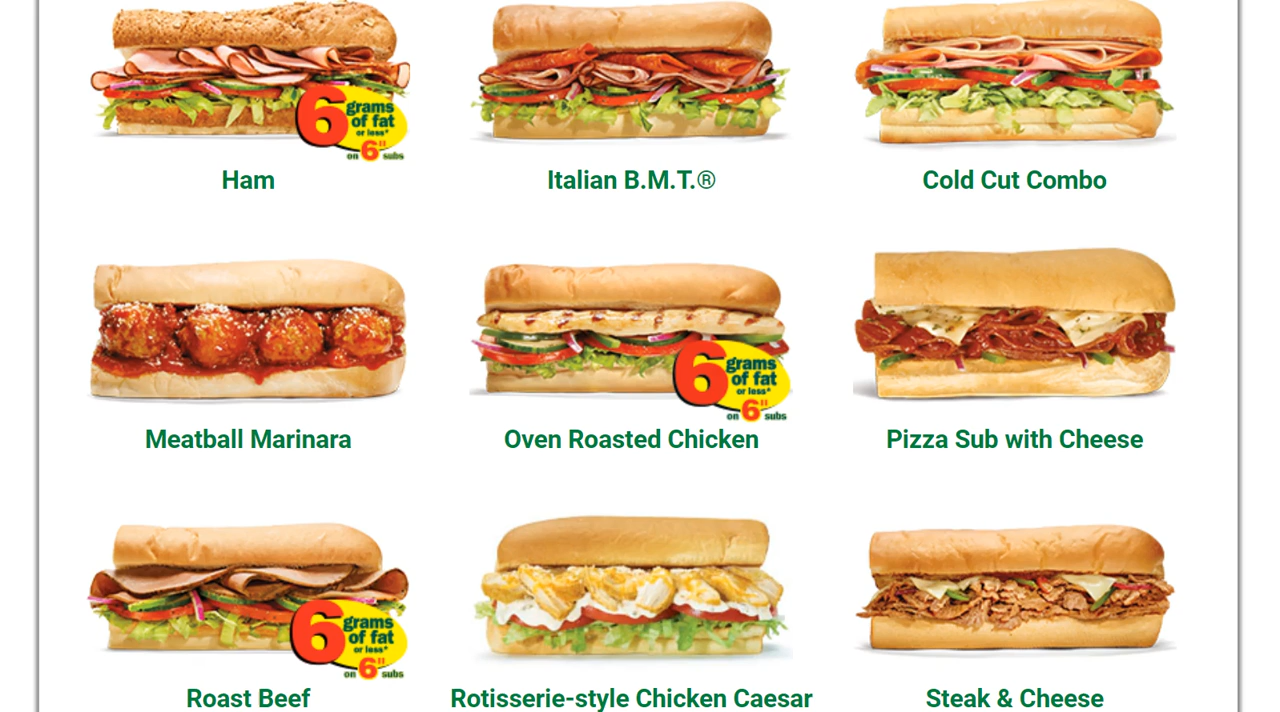 6 grams
of fat
or less*
on 6" subs
Ham
Italian B.M.T.®
Cold Cut Combo
6 grams
of fat
or less*
on 6" subs
Meatball Marinara
Oven Roasted Chicken
Pizza Sub with Cheese
6 grams
of fat
or less*
on 6" subs
Roast Beef
Rotisserie-style Chicken Caesar
Steak & Cheese